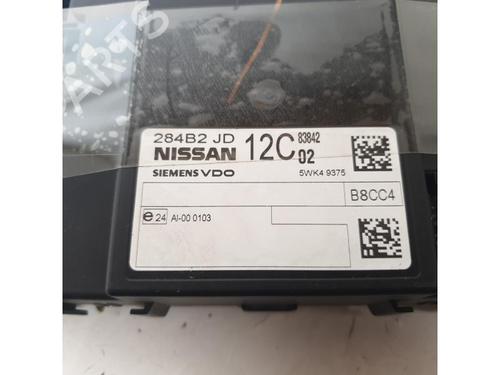 284B2 JD 12C 83842
NISSAN 02
SIEMENS VDO 5WK4 9375
B8CC4
e24 AI-00 0103